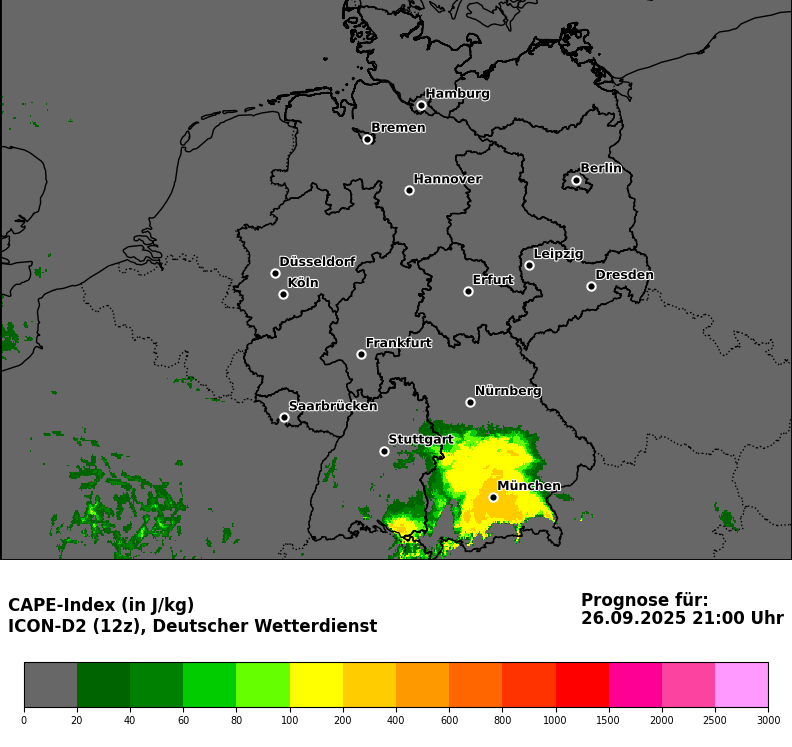 Hamburg
Bremen
Berlin
Hannover
Leipzig
Düsseldorf
Dresden
Köln
Erfurt
Frankfurt
Nürnberg
Saarbrücken
Stuttgart
München
CAPE-Index (in J/kg)
ICON-D2 (12z), Deutscher Wetterdienst
Prognose für:
26.09.2025 21:00 Uhr
0 20 40 60 80 100 200 400 600 800 1000 1500 2000 2500 3000